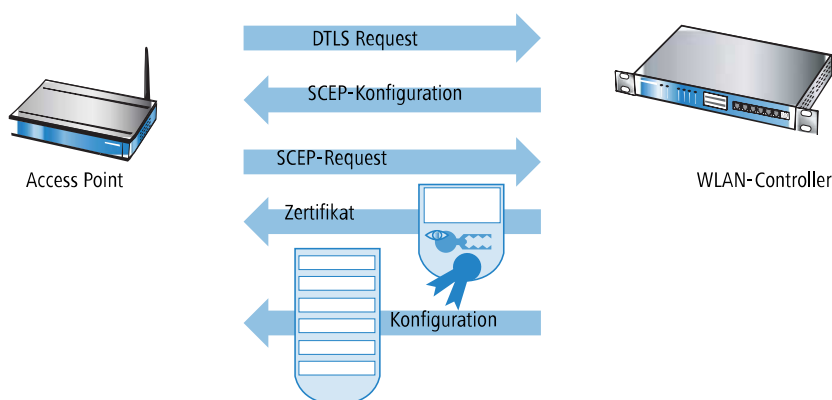 DTLS Request
SCEP-Konfiguration
SCEP-Request
Access Point
WLAN-Controller
Zertifikat
Konfiguration